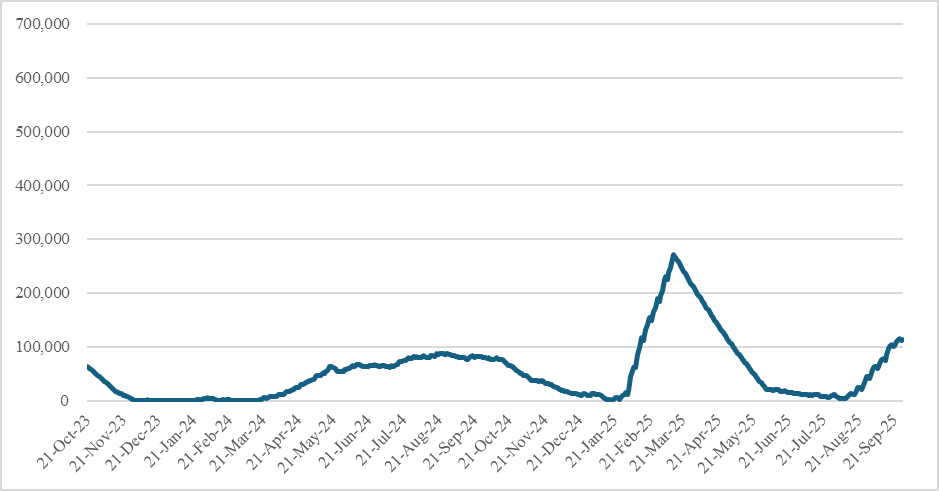 700,000
600,000
500,000
400,000
300,000
200,000
100,000
0
21-Oct-23
21-Nov-23
21-Dec-23
21-Jan-24
21-Feb-24
21-Mar-24
21-Apr-24
21-May-24
21-Jun-24
21-Jul-24
21-Aug-24
21-Sep-24
21-Oct-24
21-Nov-24
21-Dec-24
21-Jan-25
21-Feb-25
21-Mar-25
21-Apr-25
21-May-25
21-Jun-25
21-Jul-25
21-Aug-25
21-Sep-25